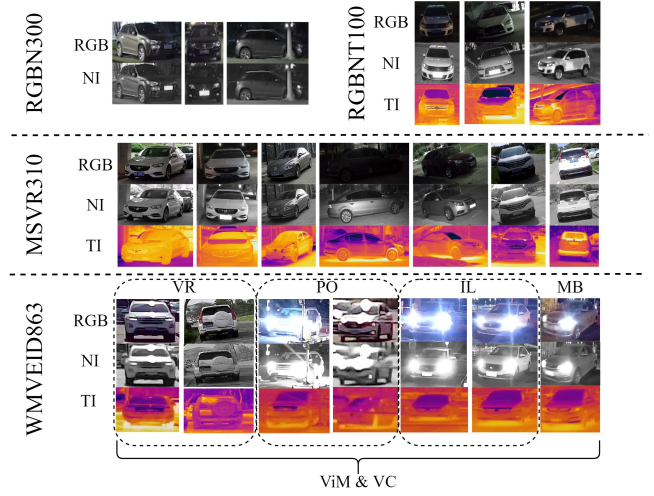 RGBN300
RGB
NI
RGBNT100
RGB
NI
TI
MSVR310
RGB
NI
TI
WMVEID863
VR
PO
IL
MB
RGB
NI
TI
ViM & VC